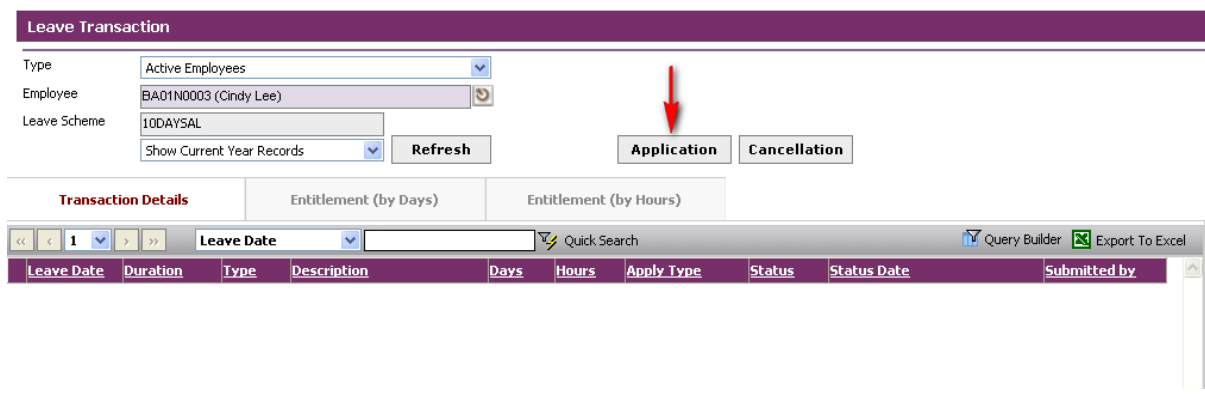 Leave Transaction
Type Active Employees
Employee BA01N0003 (Cindy Lee)
Leave Scheme 10DAYSAL
Show Current Year Records Refresh Application Cancellation
Transaction Details Entitlement (by Days) Entitlement (by Hours)
<< < 1 > >> Leave Date Quick Search Query Builder Export To Excel
Leave Date Duration Type Description Days Hours Apply Type Status Status Date Submitted by